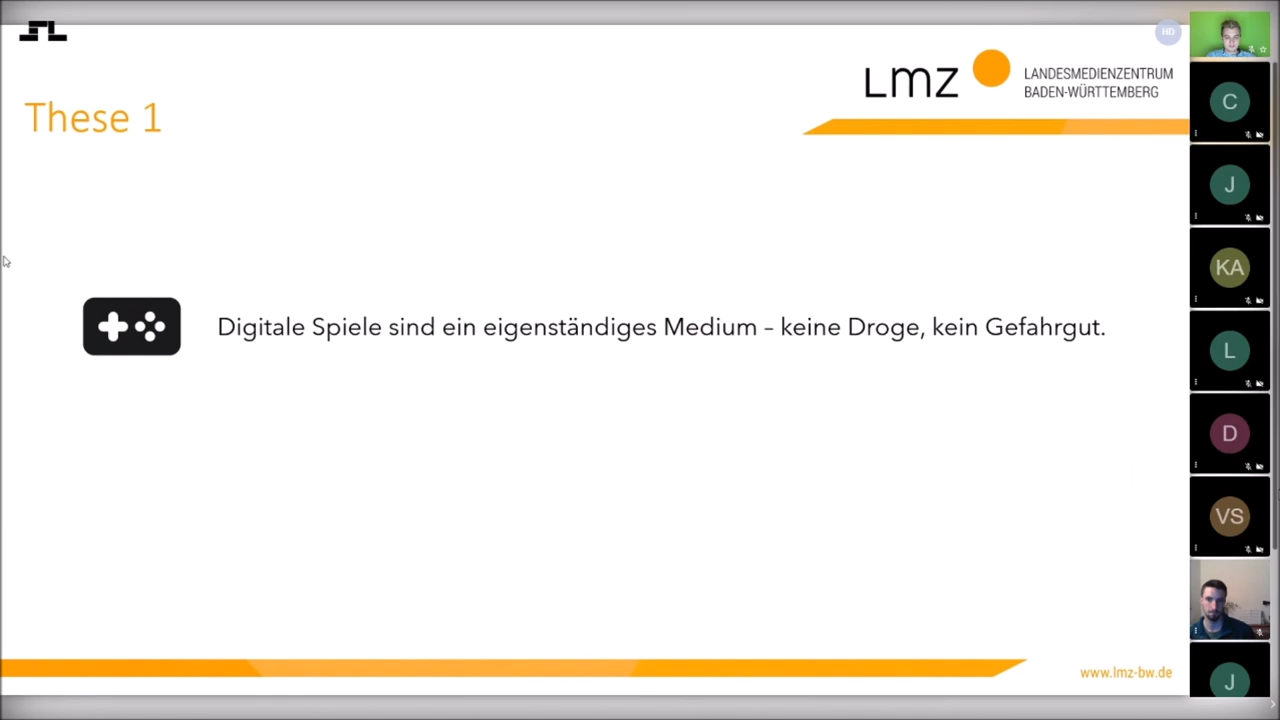 HD
LMZ
LANDESMEDIENZENTRUM
BADEN-WÜRTTEMBERG
These 1
Digitale Spiele sind ein eigenständiges Medium – keine Droge, kein Gefahrgut.
www.lmz-bw.de
C
J
KA
L
D
VS
J